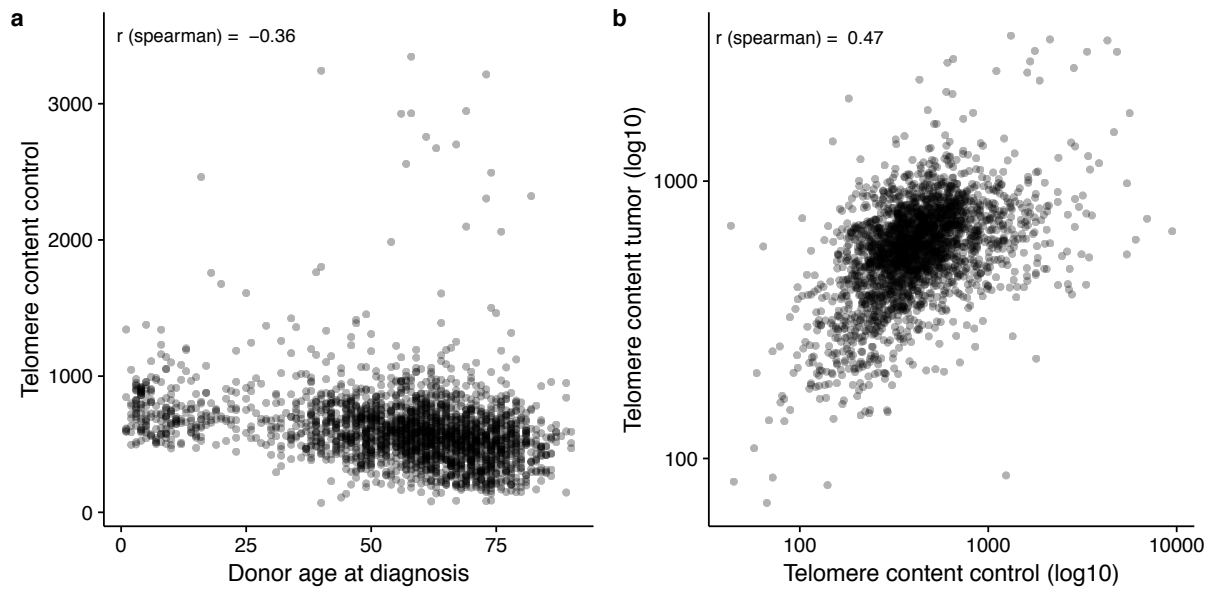 a
r (spearman) = −0.36
Telomere content control
3000
2000
1000
0
0 25 50 75
Donor age at diagnosis
b
r (spearman) = 0.47
Telomere content tumor (log10)
1000
100
100 1000 10000
Telomere content control (log10)